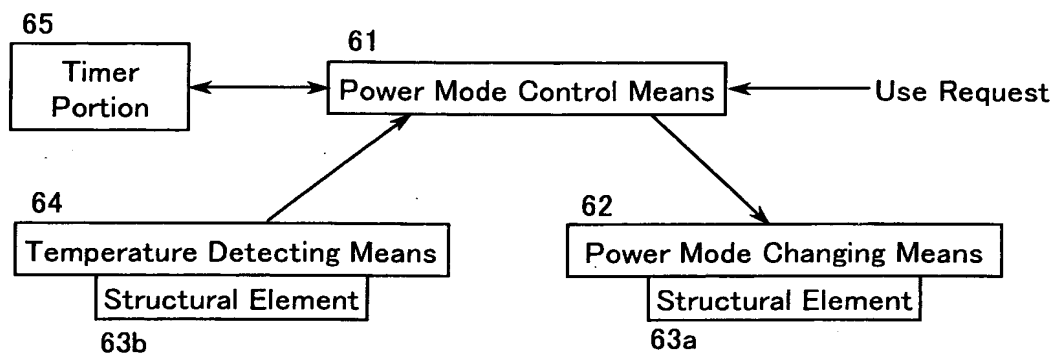 65
Timer
Portion
61
Power Mode Control Means
Use Request
64
Temperature Detecting Means
Structural Element
63b
62
Power Mode Changing Means
Structural Element
63a